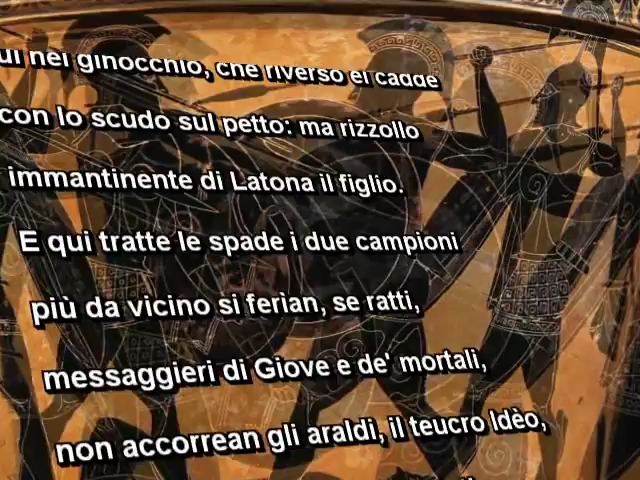 nel ginocchio, che riverso ei cadde
con lo scudo sul petto: ma rizzollo
immantinente di Latona il figlio.
E qui tratte le spade i due campioni
più da vicino si ferìan, se ratti,
messaggieri di Giove e de' mortali,
non accorrean gli araldi, il teucro Idèo,